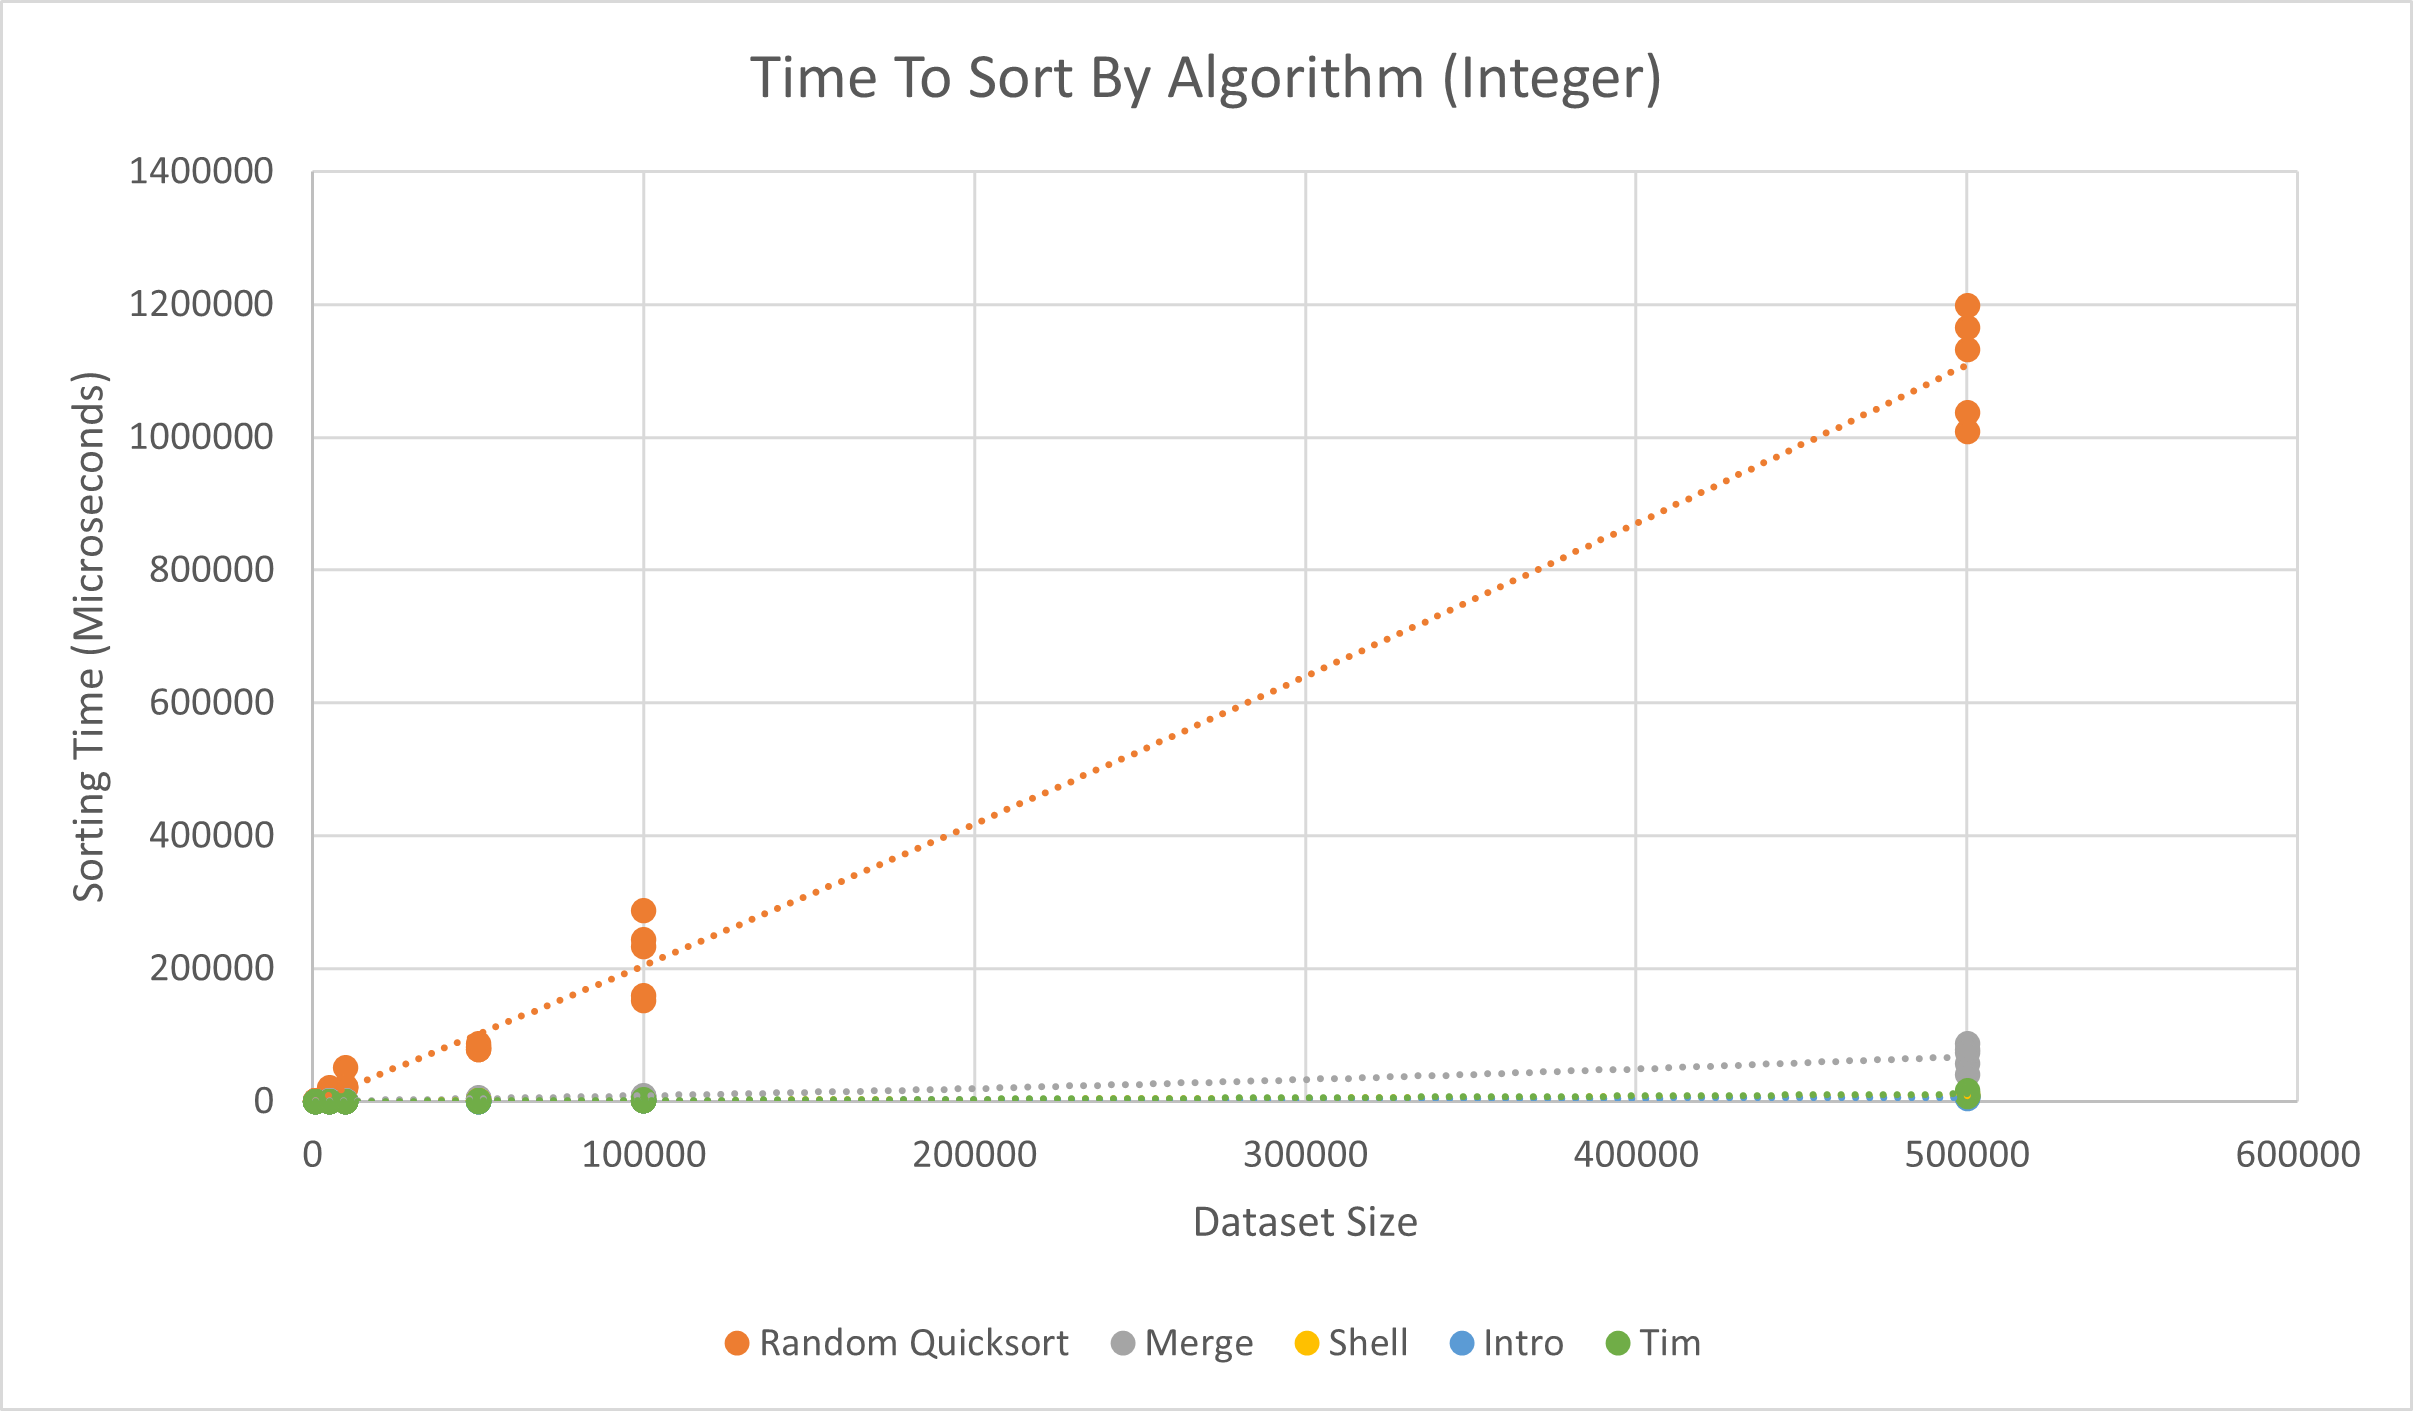 Time To Sort By Algorithm (Integer)
Sorting Time (Microseconds)
1400000
1200000
1000000
800000
600000
400000
200000
0
0 100000 200000 300000 400000 500000 600000
Dataset Size
Random Quicksort Merge Shell Intro Tim